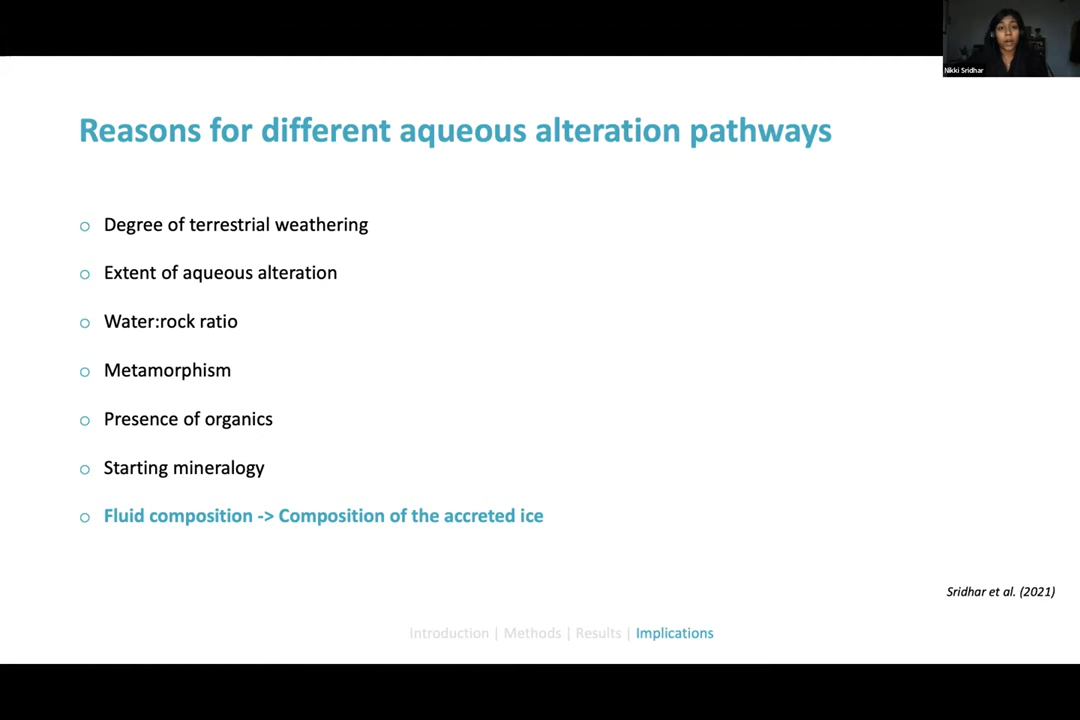 Nikki Sridhar
Reasons for different aqueous alteration pathways
Degree of terrestrial weathering
Extent of aqueous alteration
Water:rock ratio
Metamorphism
Presence of organics
Starting mineralogy
Fluid composition -> Composition of the accreted ice
Sridhar et al. (2021)
Introduction | Methods | Results | Implications